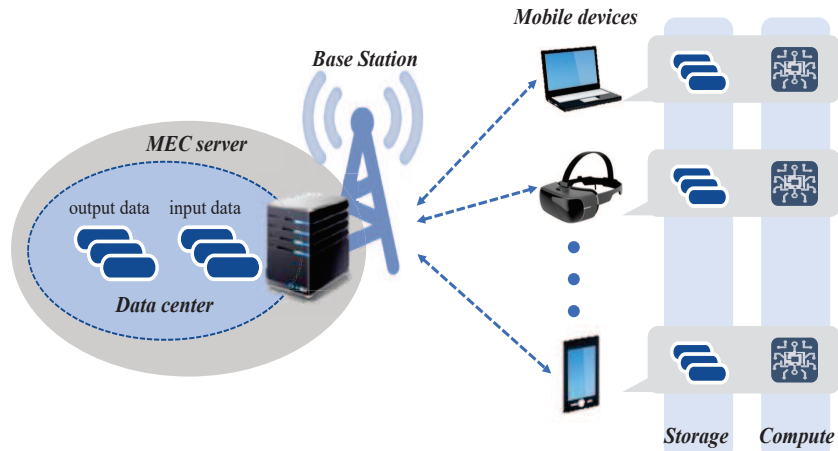 Mobile devices
Base Station
MEC server
output data
input data
Data center
Storage
Compute